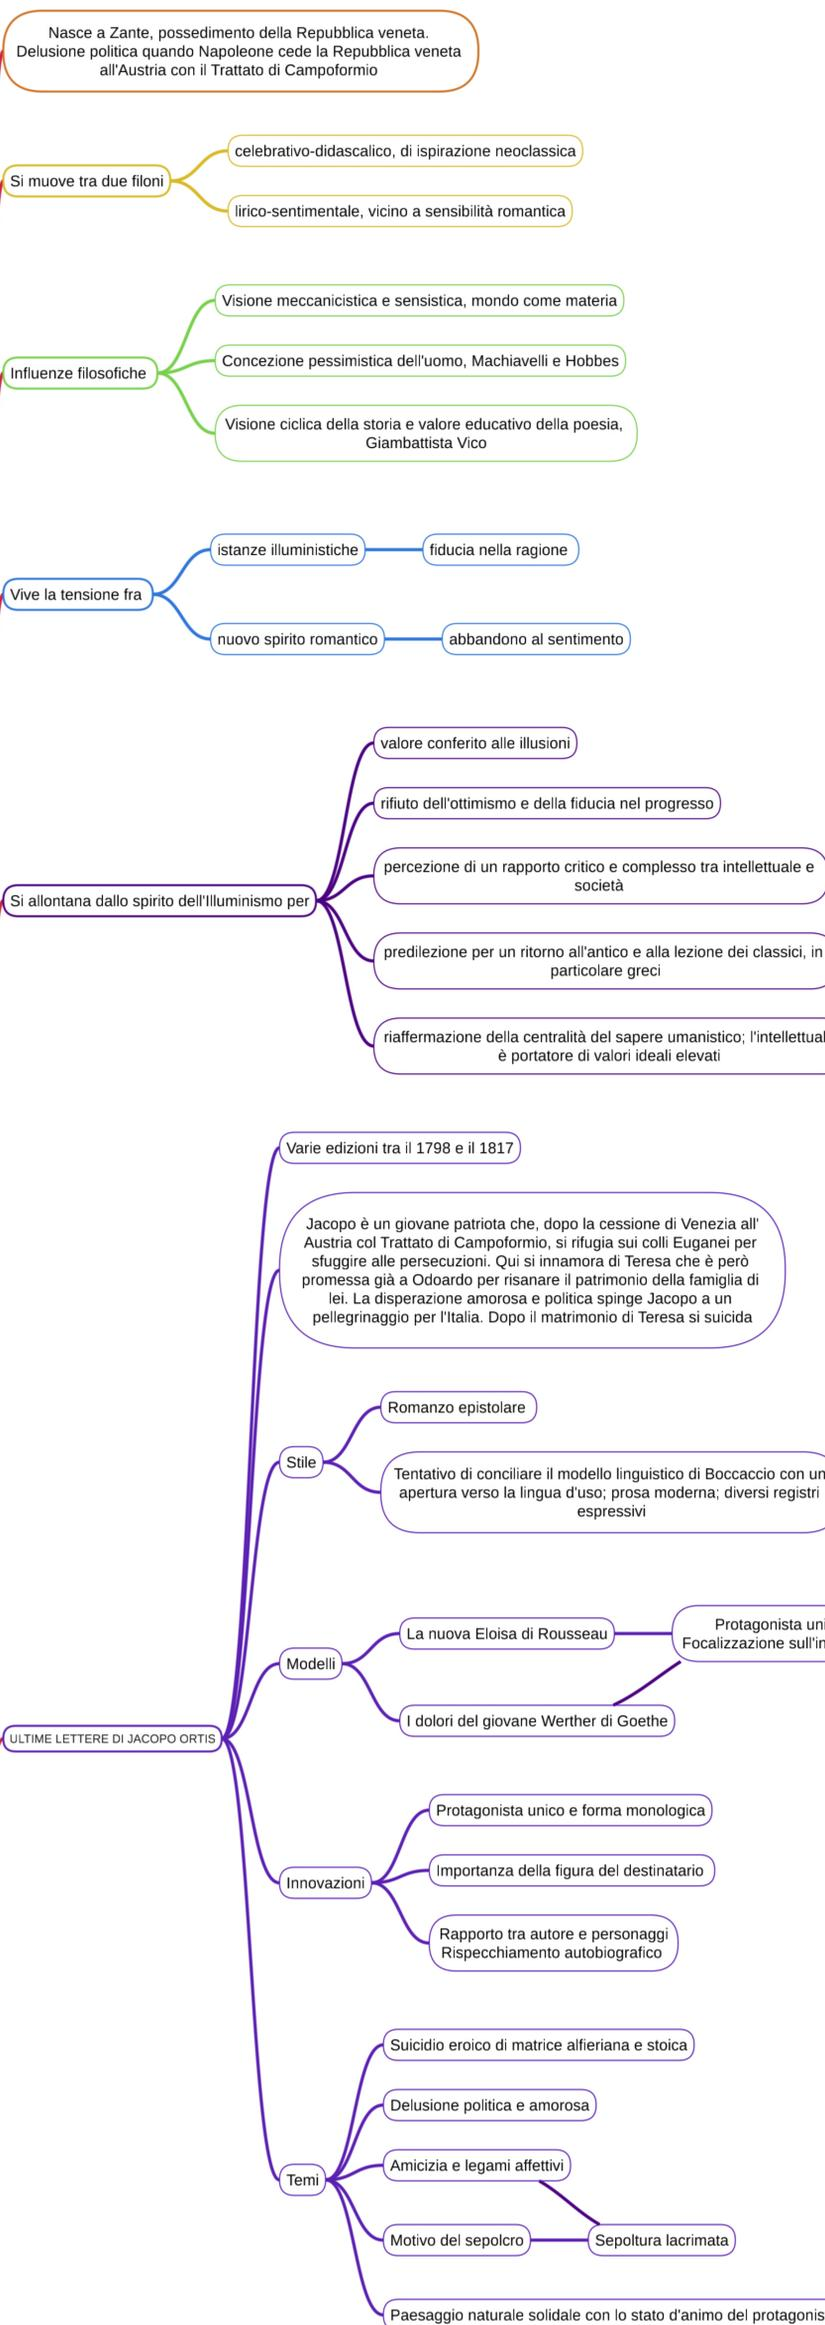 Nasce a Zante, possedimento della Repubblica veneta.
Delusione politica quando Napoleone cede la Repubblica veneta
all'Austria con il Trattato di Campoformio
Si muove tra due filoni
celebrativo-didascalico, di ispirazione neoclassica
lirico-sentimentale, vicino a sensibilità romantica
Influenze filosofiche
Visione meccanicistica e sensistica, mondo come materia
Concezione pessimistica dell'uomo, Machiavelli e Hobbes
Visione ciclica della storia e valore educativo della poesia,
Giambattista Vico
Vive la tensione fra
istanze illuministiche
fiducia nella ragione
nuovo spirito romantico
abbandono al sentimento
Si allontana dallo spirito dell'Illuminismo per
valore conferito alle illusioni
rifiuto dell'ottimismo e della fiducia nel progresso
percezione di un rapporto critico e complesso tra intellettuale e
società
predilezione per un ritorno all'antico e alla lezione dei classici, in
particolare greci
riaffermazione della centralità del sapere umanistico; l'intellettual
è portatore di valori ideali elevati
ULTIME LETTERE DI JACOPO ORTIS
Varie edizioni tra il 1798 e il 1817
Jacopo è un giovane patriota che, dopo la cessione di Venezia all'
Austria col Trattato di Campoformio, si rifugia sui colli Euganei per
sfuggire alle persecuzioni. Qui si innamora di Teresa che è però
promessa già a Odoardo per risanare il patrimonio della famiglia di
lei. La disperazione amorosa e politica spinge Jacopo a un
pellegrinaggio per l'Italia. Dopo il matrimonio di Teresa si suicida
Stile
Romanzo epistolare
Tentativo di conciliare il modello linguistico di Boccaccio con un
apertura verso la lingua d'uso; prosa moderna; diversi registri
espressivi
Modelli
La nuova Eloisa di Rousseau
Protagonista uni
Focalizzazione sull'in
I dolori del giovane Werther di Goethe
Innovazioni
Protagonista unico e forma monologica
Importanza della figura del destinatario
Rapporto tra autore e personaggi
Rispecchiamento autobiografico
Temi
Suicidio eroico di matrice alfieriana e stoica
Delusione politica e amorosa
Amicizia e legami affettivi
Motivo del sepolcro
Sepoltura lacrimata
Paesaggio naturale solidale con lo stato d'animo del protagonis